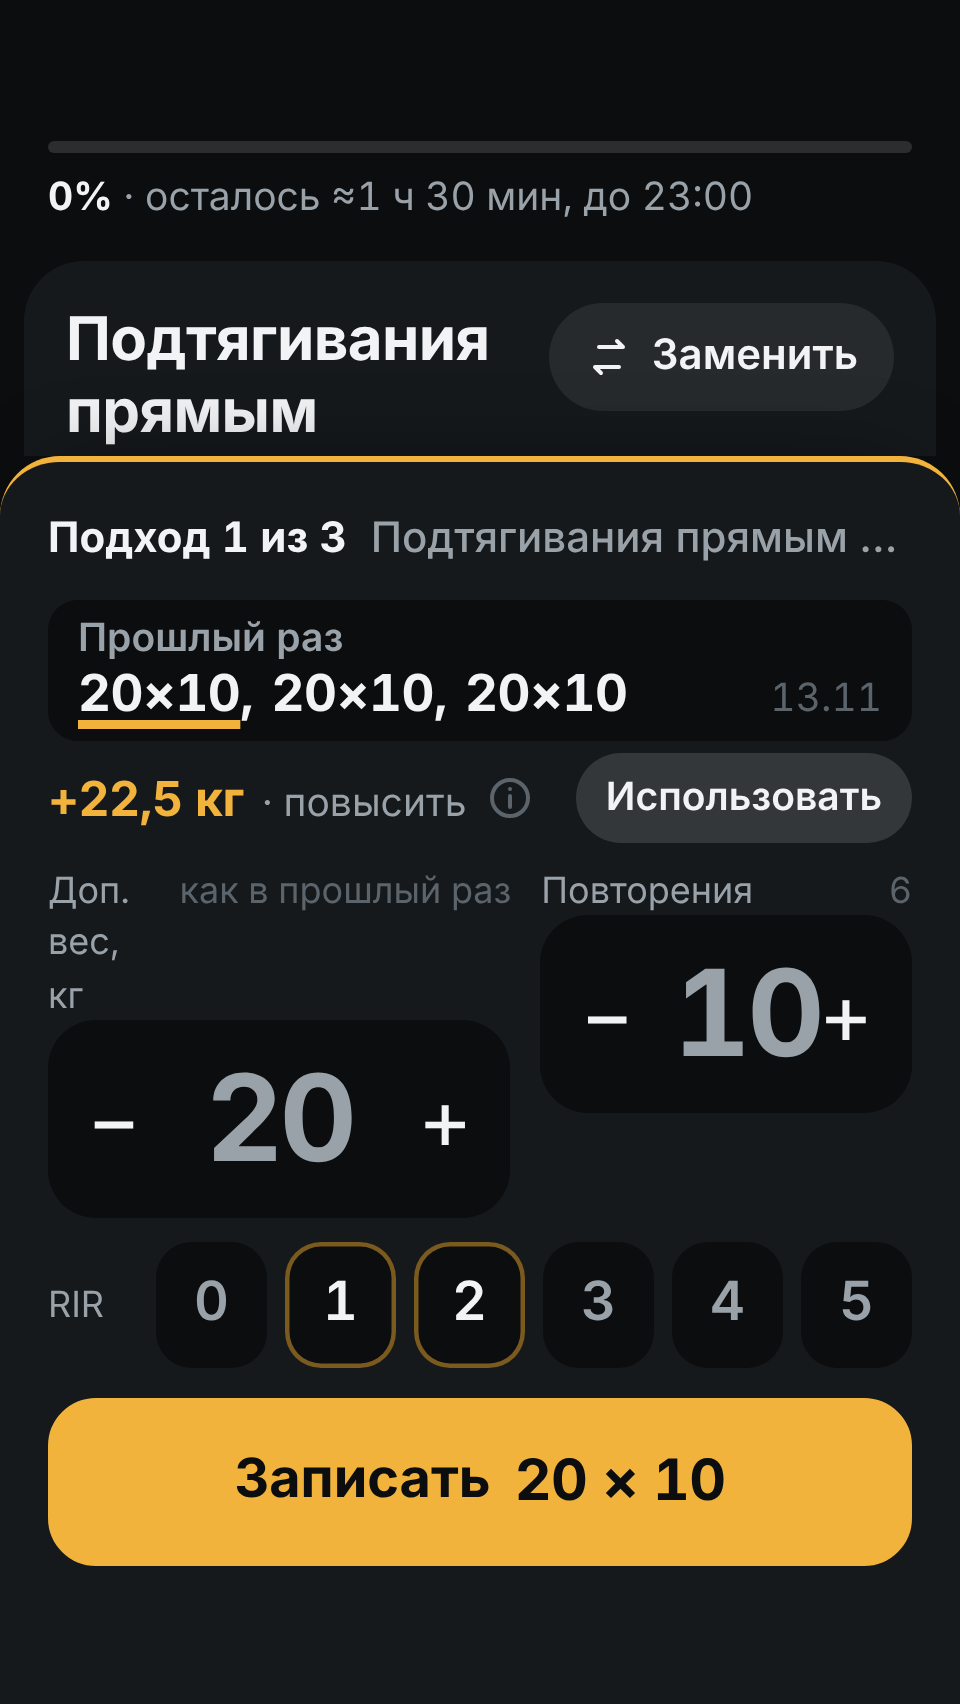 0% · осталось ≈1 ч 30 мин, до 23:00
Подтягивания
прямым
Заменить
Подход 1 из 3 Подтягивания прямым ...
Прошлый раз
20×10, 20×10, 20×10 13.11
+22,5 кг · повысить Использовать
Доп. как в прошлый раз
вес,
кг
Повторения 6
− 10 +
− 20 +
RIR 0 1 2 3 4 5
Записать 20 × 10